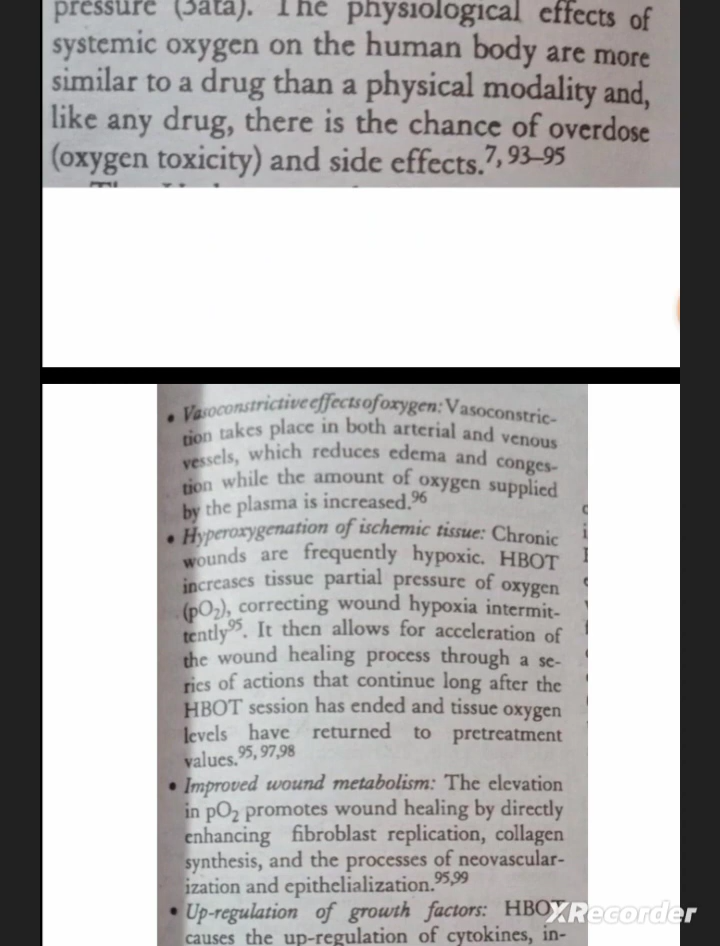 pressure (3ata). The physiological effects of
systemic oxygen on the human body are more
similar to a drug than a physical modality and,
like any drug, there is the chance of overdose
(oxygen toxicity) and side effects.7, 93–95
• Vasoconstrictive effects of oxygen: Vasoconstric-
tion takes place in both arterial and venous
vessels, which reduces edema and conges-
tion while the amount of oxygen supplied
by the plasma is increased.96
• Hyperoxygenation of ischemic tissue: Chronic
wounds are frequently hypoxic. HBOT
increases tissue partial pressure of oxygen
(pO2), correcting wound hypoxia intermit-
tently95. It then allows for acceleration of
the wound healing process through a se-
ries of actions that continue long after the
HBOT session has ended and tissue oxygen
levels have returned to pretreatment
values.95, 97,98
• Improved wound metabolism: The elevation
in pO2 promotes wound healing by directly
enhancing fibroblast replication, collagen
synthesis, and the processes of neovascular-
ization and epithelialization.95,99
• Up-regulation of growth factors: HBOT
causes the up-regulation of cytokines, in-
XRecorder